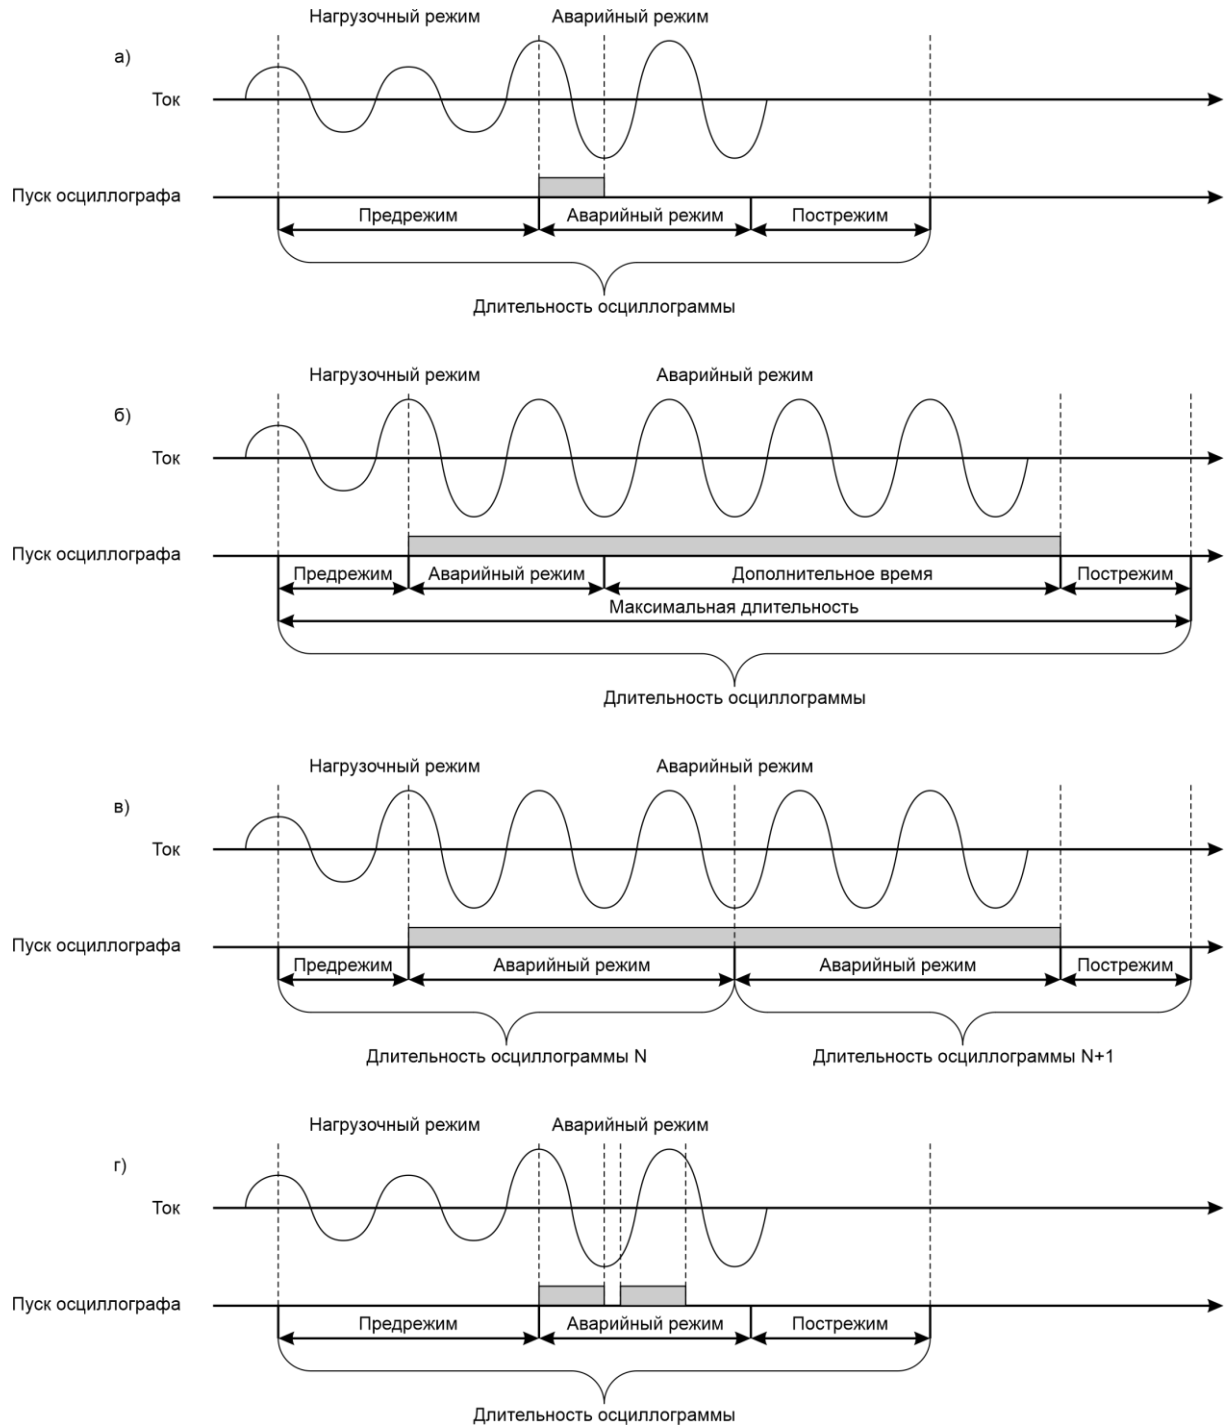 Нагрузочный режим Аварийный режим
а)
Ток
Пуск осциллографа
Предрежим Аварийный режим Пострежим
Длительность осциллограммы
Нагрузочный режим Аварийный режим
б)
Ток
Пуск осциллографа
Предрежим Аварийный режим Дополнительное время Пострежим
Максимальная длительность
Длительность осциллограммы
Нагрузочный режим Аварийный режим
в)
Ток
Пуск осциллографа
Предрежим Аварийный режим Аварийный режим Пострежим
Длительность осциллограммы N Длительность осциллограммы N+1
Нагрузочный режим Аварийный режим
г)
Ток
Пуск осциллографа
Предрежим Аварийный режим Пострежим
Длительность осциллограммы